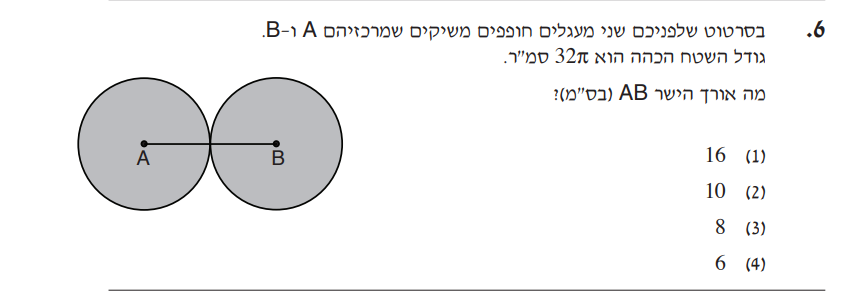 6. בסרטוט שלפניכם שני מעגלים חופפים משיקים שמרכזיהם A ו-B.
גודל השטח הכהה הוא 32π סמ"ר.
מה אורך הישר AB (בס"מ)?
A B
(1) 16
(2) 10
(3) 8
(4) 6